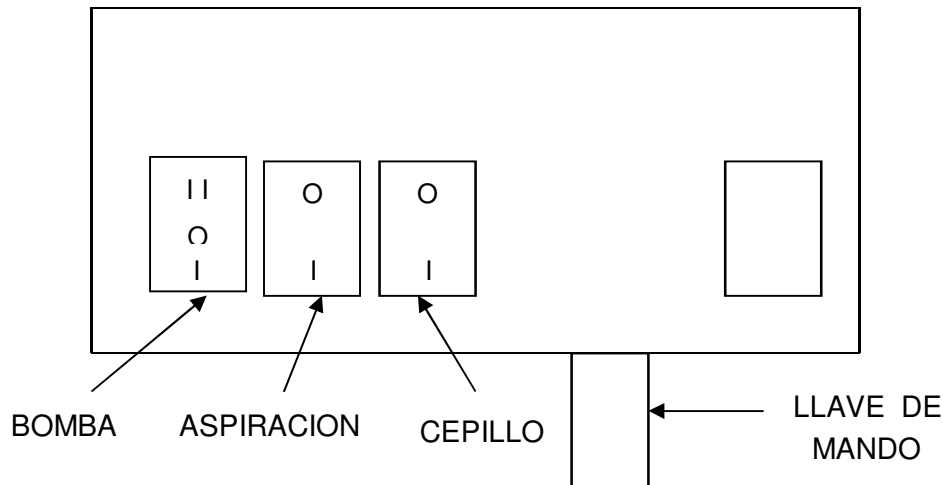 II O O
O
I I I
BOMBA ASPIRACION CEPILLO LLAVE DE
MANDO